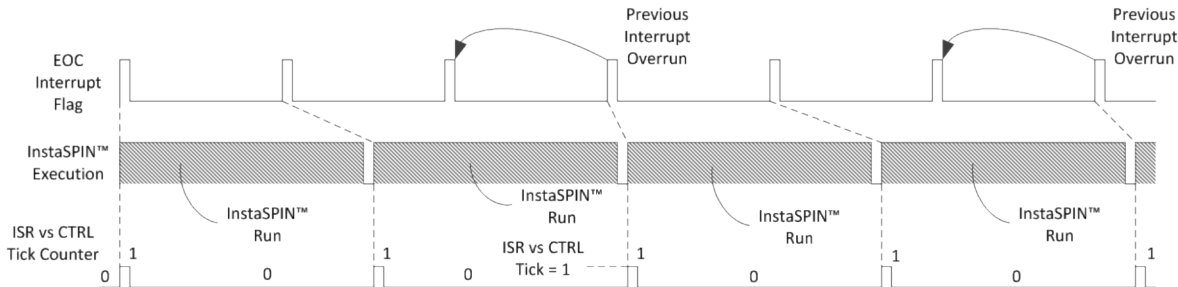 Previous
Interrupt
Overrun
Previous
Interrupt
Overrun
EOC
Interrupt
Flag
InstaSPIN™
Execution
InstaSPIN™
Run
InstaSPIN™
Run
InstaSPIN™
Run
InstaSPIN™
Run
ISR vs CTRL
Tick Counter
ISR vs CTRL
Tick = 1
0 1 0 1 0 1 0 1 0 1